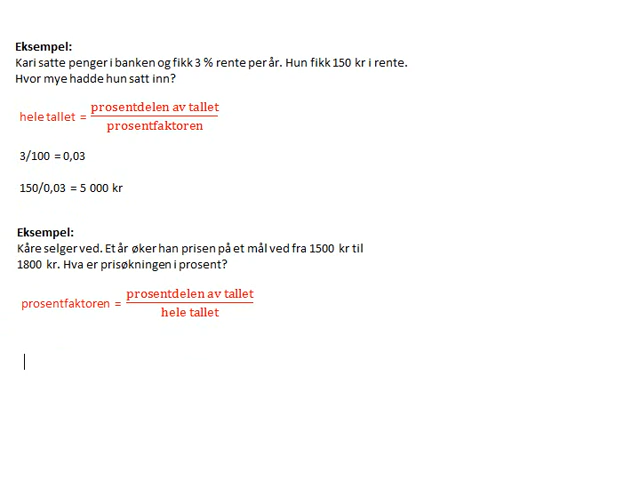 Eksempel:
Kari satte penger i banken og fikk 3 % rente per år. Hun fikk 150 kr i rente.
Hvor mye hadde hun satt inn?
hele tallet = prosentdelen av tallet
prosentfaktoren
3/100 = 0,03
150/0,03 = 5 000 kr
Eksempel:
Kåre selger ved. Et år øker han prisen på et mål ved fra 1500 kr til
1800 kr. Hva er prisøkningen i prosent?
prosentfaktoren = prosentdelen av tallet
hele tallet